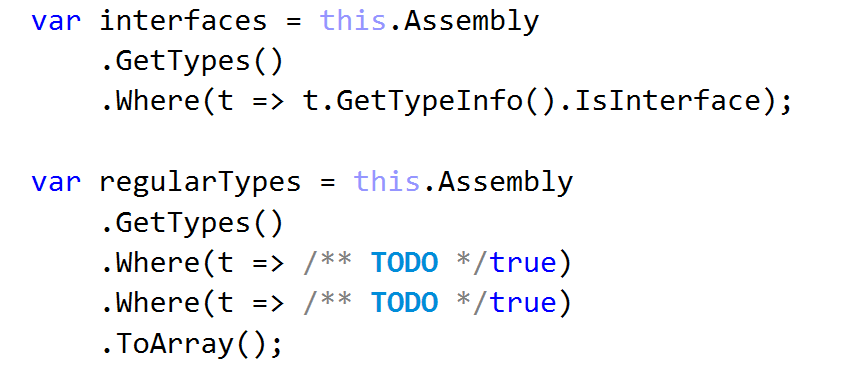 var interfaces = this.Assembly
    .GetTypes()
    .Where(t => t.GetTypeInfo().IsInterface);

var regularTypes = this.Assembly
    .GetTypes()
    .Where(t => /** TODO */true)
    .Where(t => /** TODO */true)
    .ToArray();